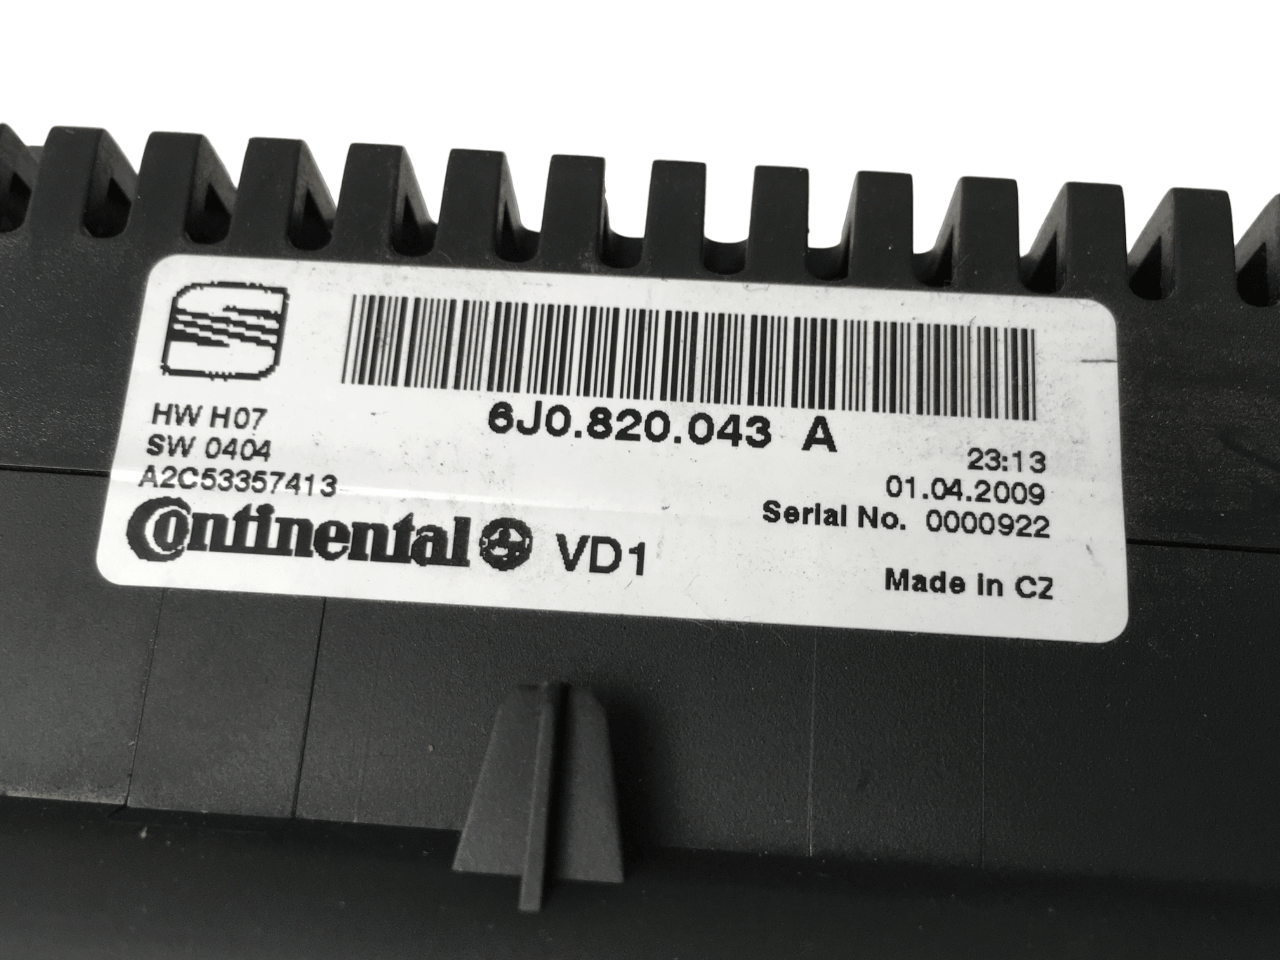 6J0.820.043 A
HW H07
SW 0404
A2C53357413
23:13
01.04.2009
Serial No. 0000922
Continental VD1
Made in CZ